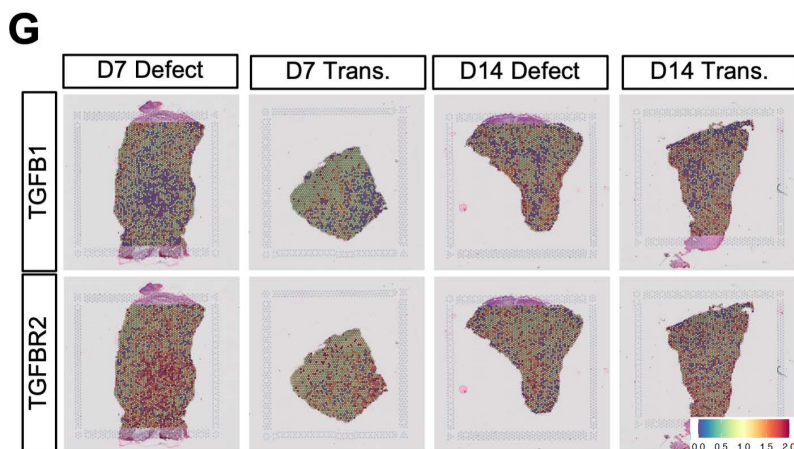 G
D7 Defect
D7 Trans.
D14 Defect
D14 Trans.
TGFB1
TGFBR2
0.0 0.5 1.0 1.5 2.0